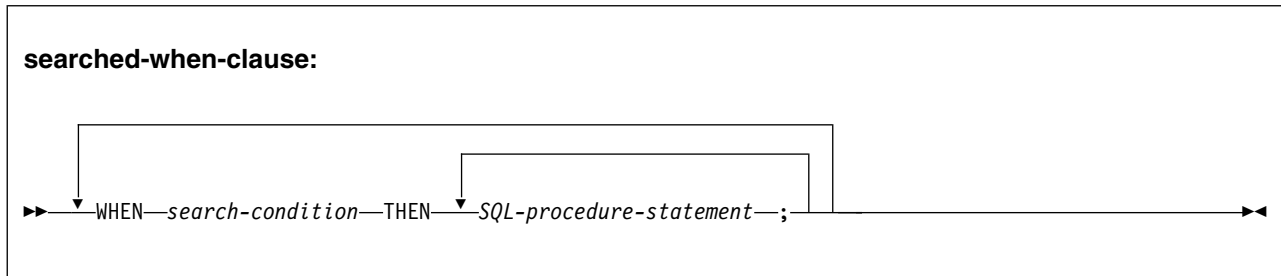 searched-when-clause:
WHEN search-condition THEN SQL-procedure-statement ;